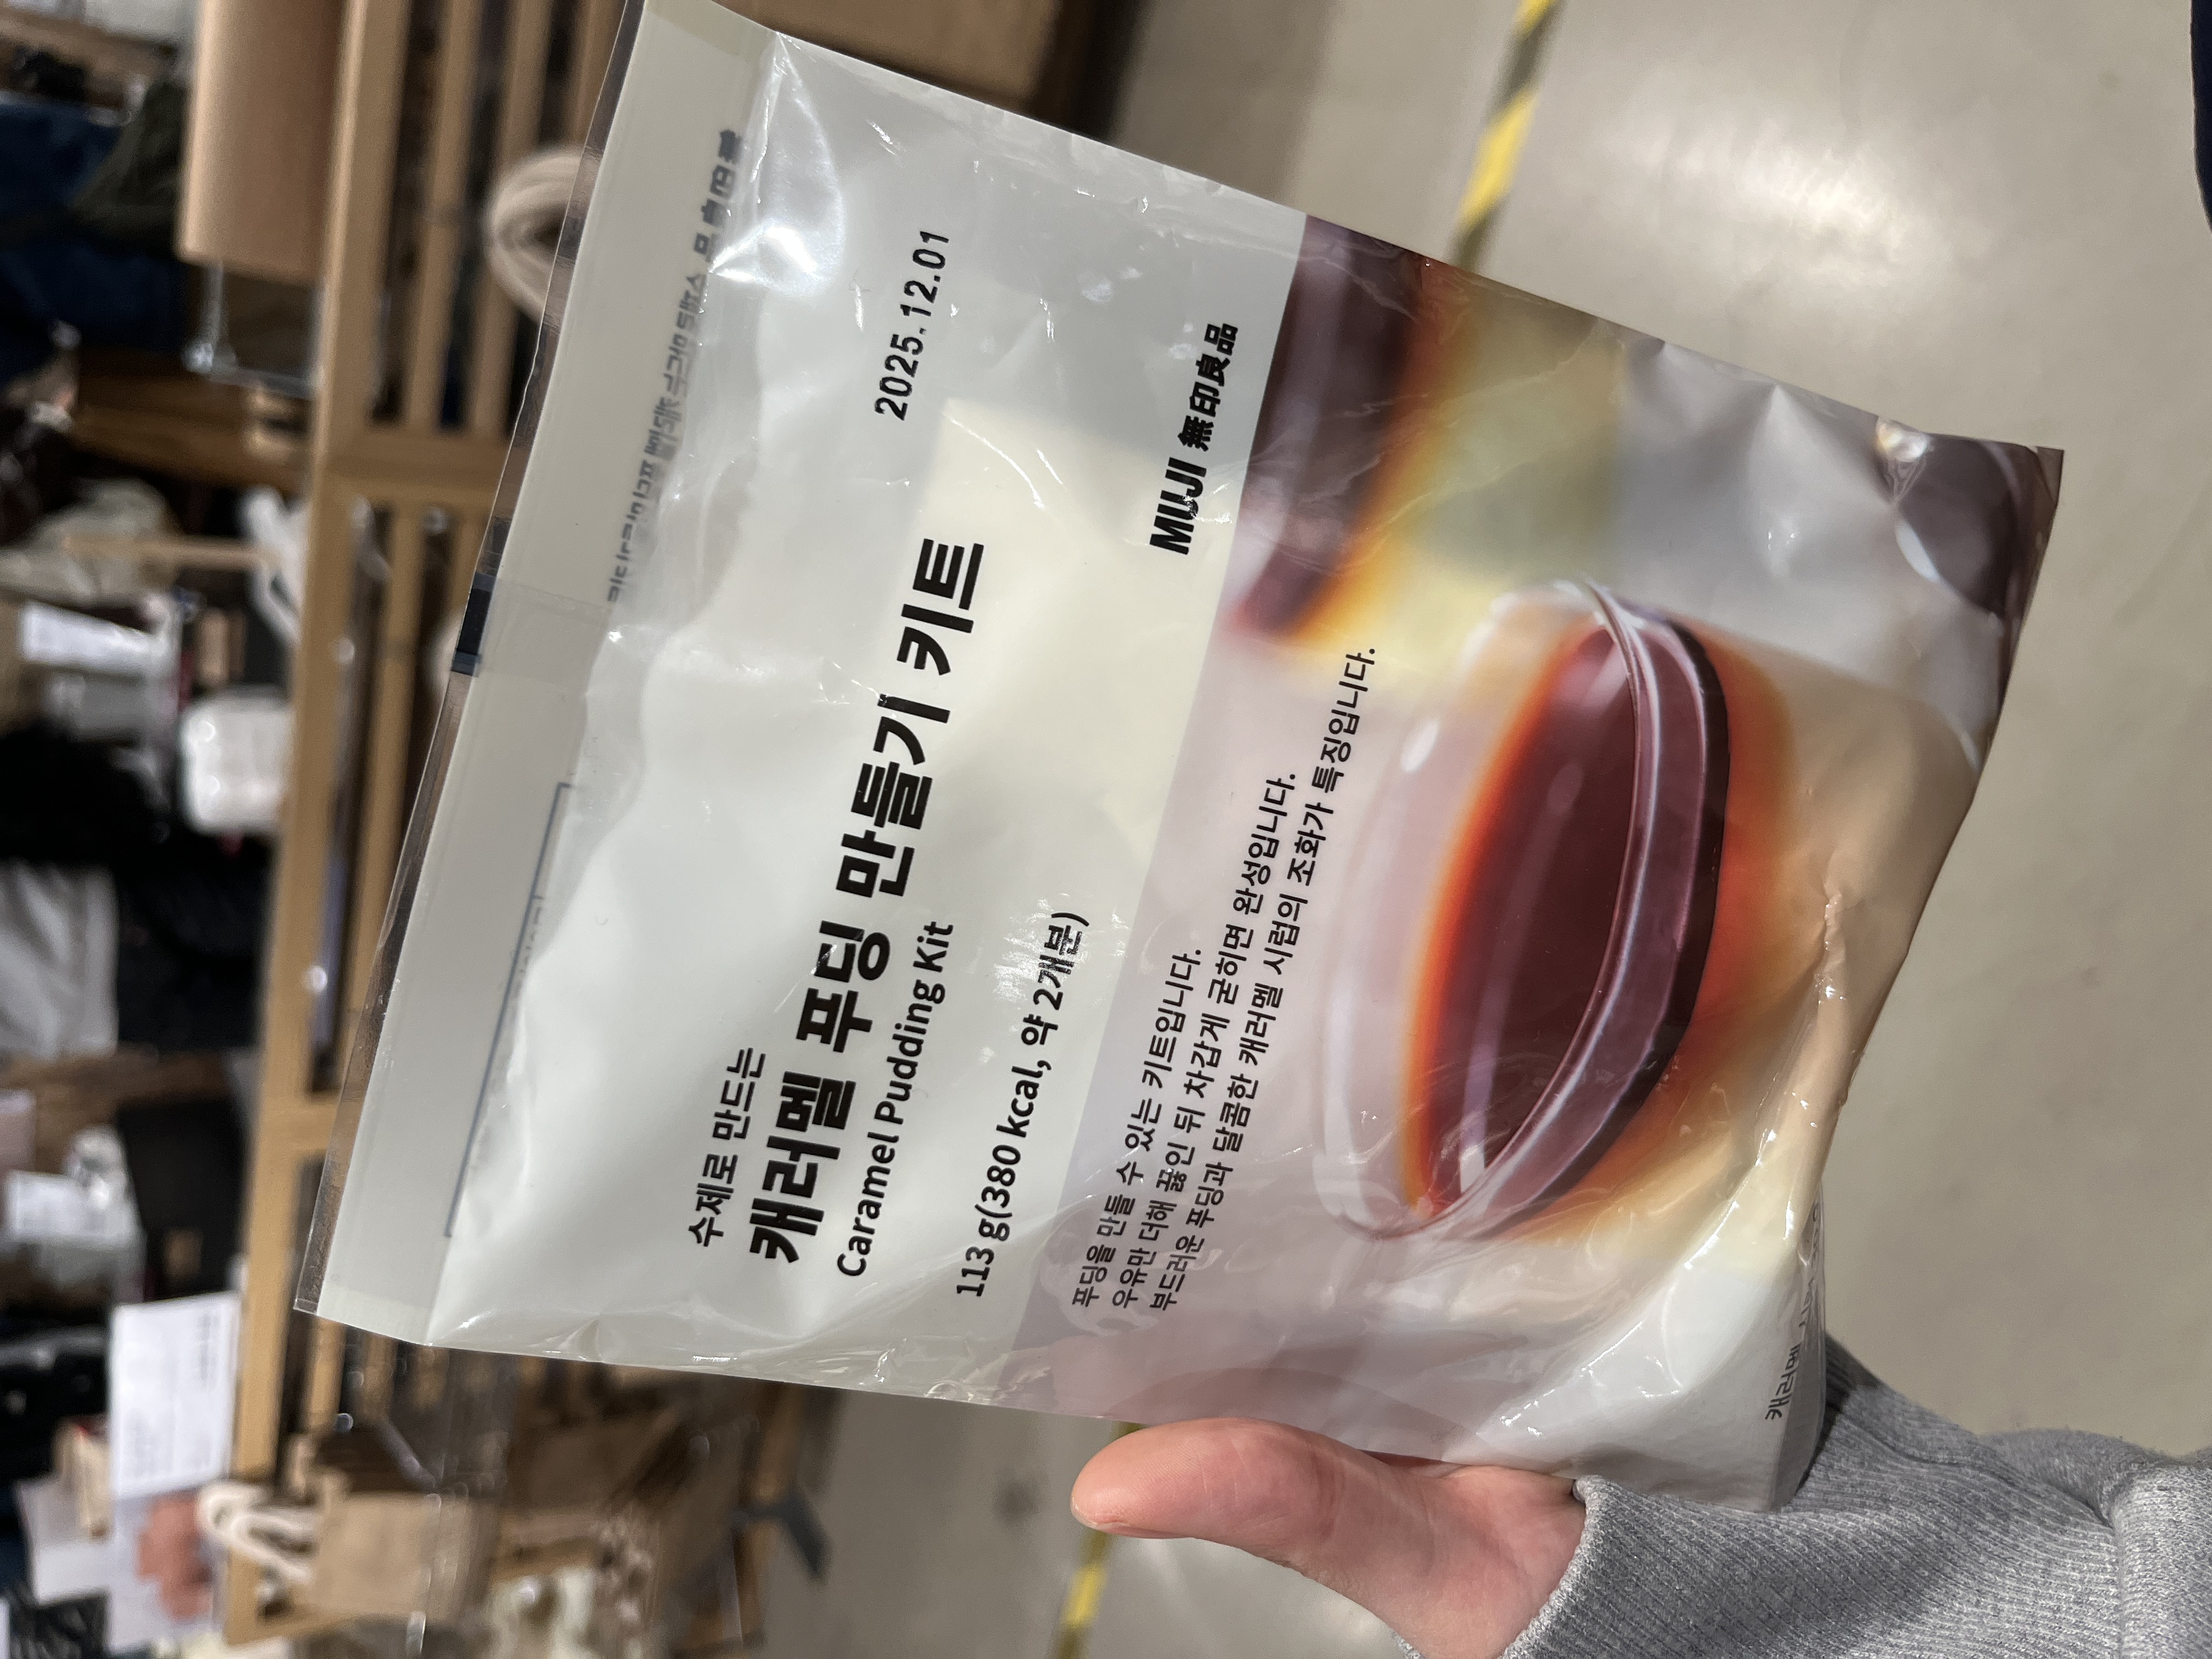 수제로 만드는
캐러멜 푸딩 만들기 키트
Caramel Pudding Kit
2025.12.01
113 g(380 kcal, 약 2개분)
MUJI 無印良品
푸딩을 만들 수 있는 키트입니다.
우유만 더해 끓인 뒤 차갑게 굳히면 완성입니다.
부드러운 푸딩과 달콤한 캐러멜 시럽의 조화가 특징입니다.
캐러멜